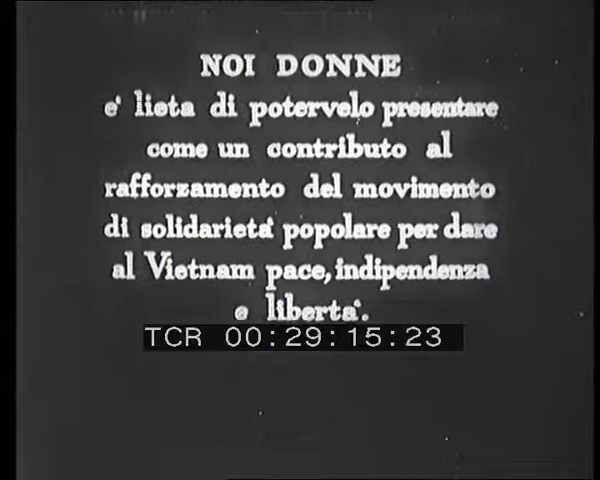 NOI DONNE
e' lieta di potervelo presentare
come un contributo al
rafforzamento del movimento
di solidarieta' popolare per dare
al Vietnam pace, indipendenza
e liberta'.
TCR 00:29:15:23